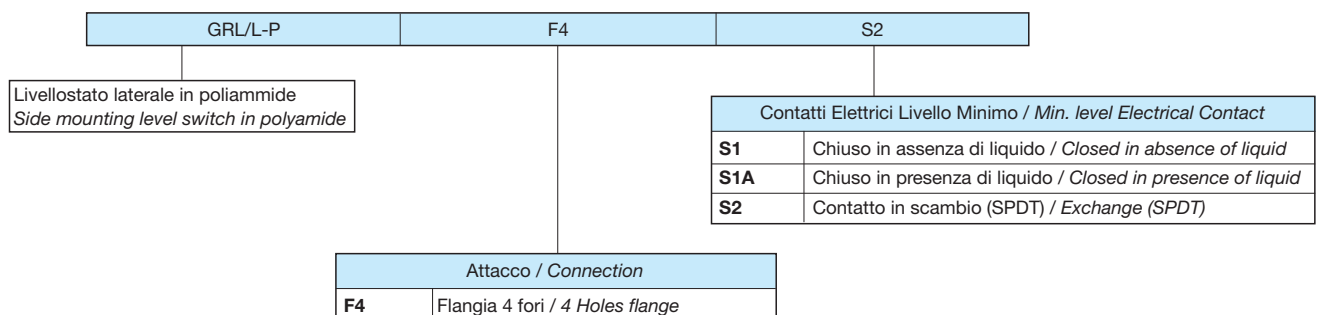 GRL/L-P F4 S2
Livellostato laterale in poliammide
Side mounting level switch in polyamide
Contatti Elettrici Livello Minimo / Min. level Electrical Contact
S1 Chiuso in assenza di liquido / Closed in absence of liquid
S1A Chiuso in presenza di liquido / Closed in presence of liquid
S2 Contatto in scambio (SPDT) / Exchange (SPDT)
Attacco / Connection
F4 Flangia 4 fori / 4 Holes flange